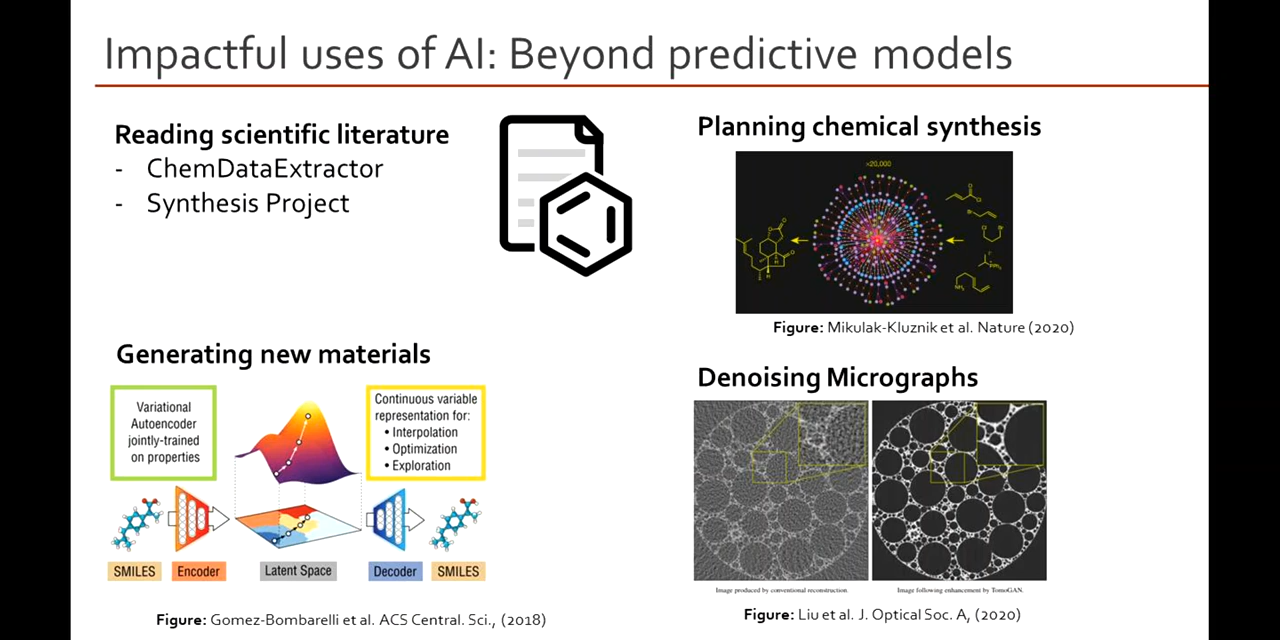 Impactful uses of AI: Beyond predictive models
Reading scientific literature
- ChemDataExtractor
- Synthesis Project
Planning chemical synthesis
>20,000
Figure: Mikulak-Kluznik et al. Nature (2020)
Generating new materials
Variational
Autoencoder
jointly-trained
on properties
Continuous variable
representation for:
• Interpolation
• Optimization
• Exploration
SMILES
Encoder
Latent Space
Decoder
SMILES
Figure: Gomez-Bombarelli et al. ACS Central. Sci., (2018)
Denoising Micrographs
Image produced by conventional reconstruction.
Image following enhancement by TomoGAN.
Figure: Liu et al. J. Optical Soc. A, (2020)